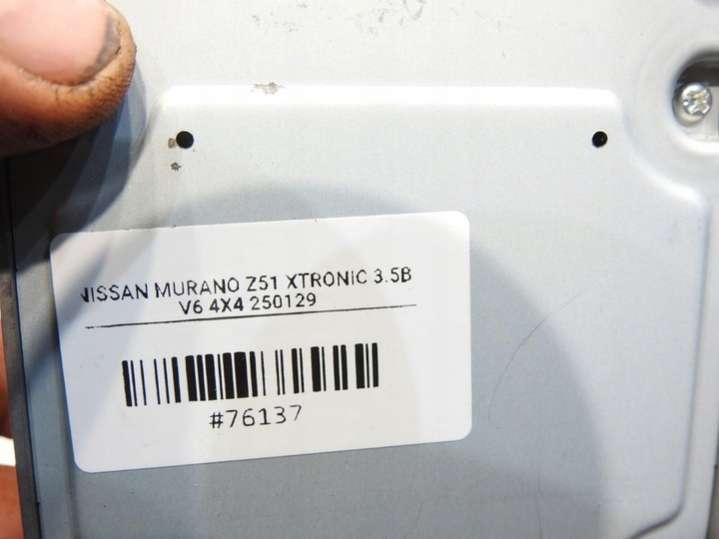 NISSAN MURANO Z51 XTRONIC 3.5B
V6 4X4 250129
#76137